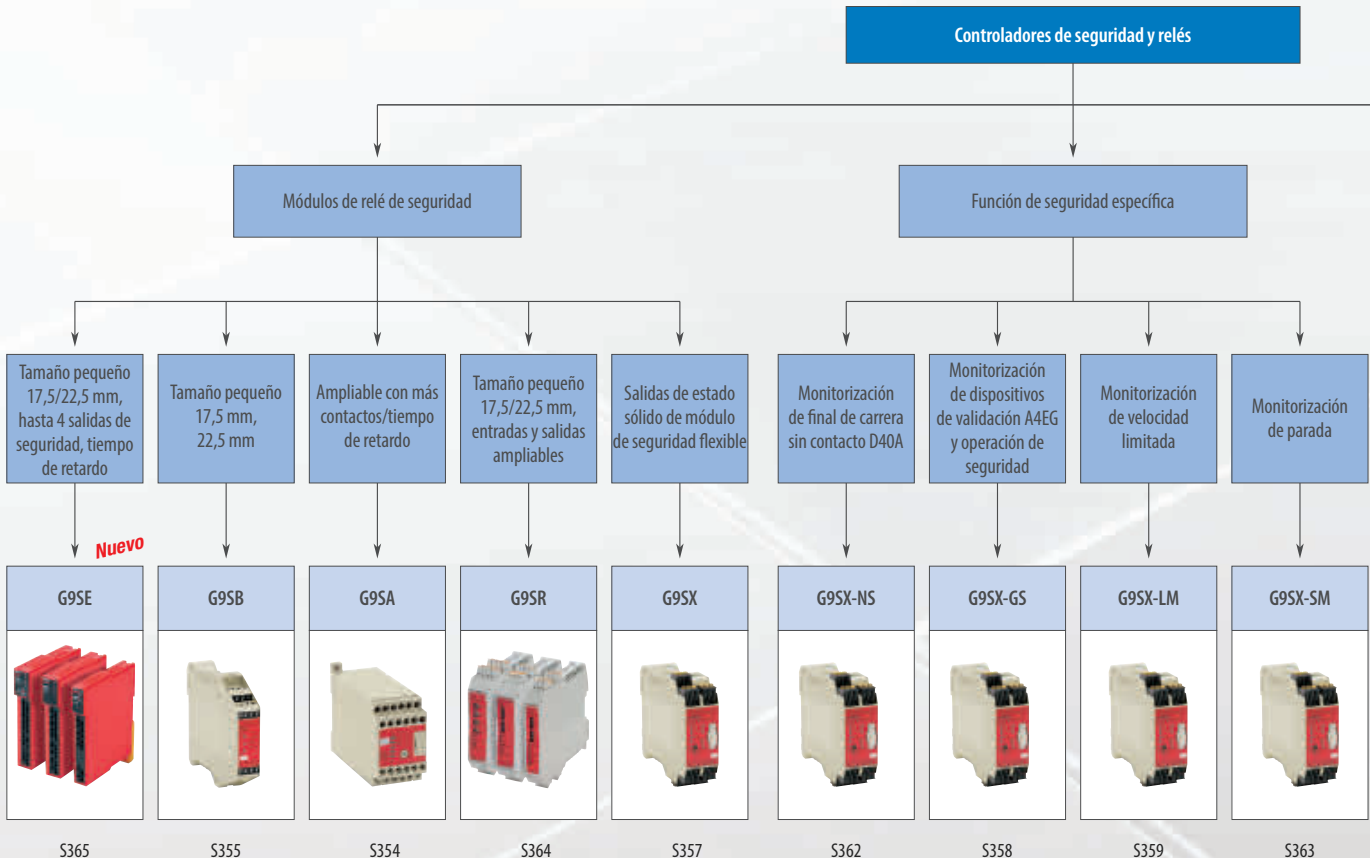 Controladores de seguridad y relés
Módulos de relé de seguridad
Función de seguridad específica
Tamaño pequeño
17,5/22,5 mm,
hasta 4 salidas de
seguridad, tiempo
de retardo
Tamaño pequeño
17,5 mm,
22,5 mm
Ampliable con más
contactos/tiempo
de retardo
Tamaño pequeño
17,5/22,5 mm,
entradas y salidas
ampliables
Salidas de estado
sólido de módulo
de seguridad flexible
Monitorización
de final de carrera
sin contacto D40A
Monitorización
de dispositivos
de validación A4EG
y operación de
seguridad
Monitorización
de velocidad
limitada
Monitorización
de parada
Nuevo
G9SE
G9SB
G9SA
G9SR
G9SX
G9SX-NS
G9SX-GS
G9SX-LM
G9SX-SM
S365
S355
S354
S364
S357
S362
S358
S359
S363